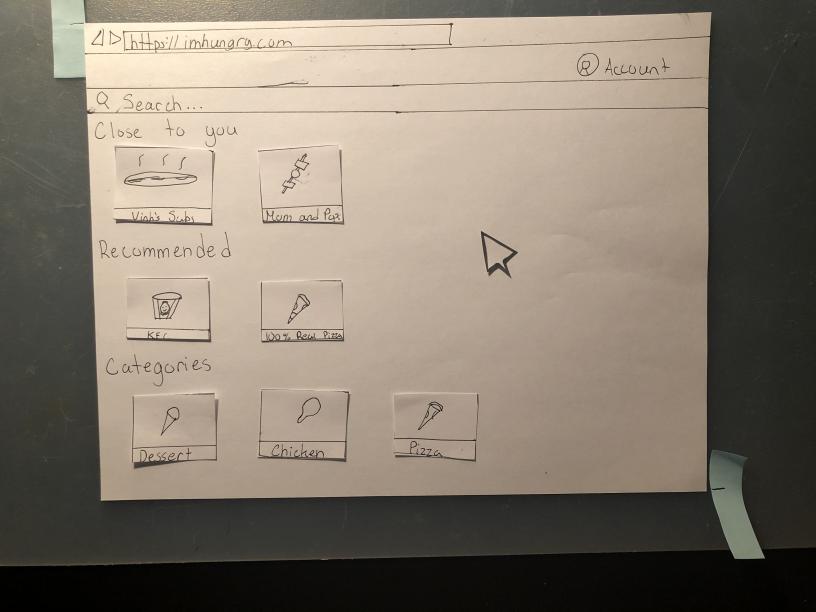 https://imhungry.com
R Account
Search...
Close to you
Vinh's Subs
Mom and Pops
Recommended
KFC
100% Real Pizza
Categories
Dessert
Chicken
Pizza